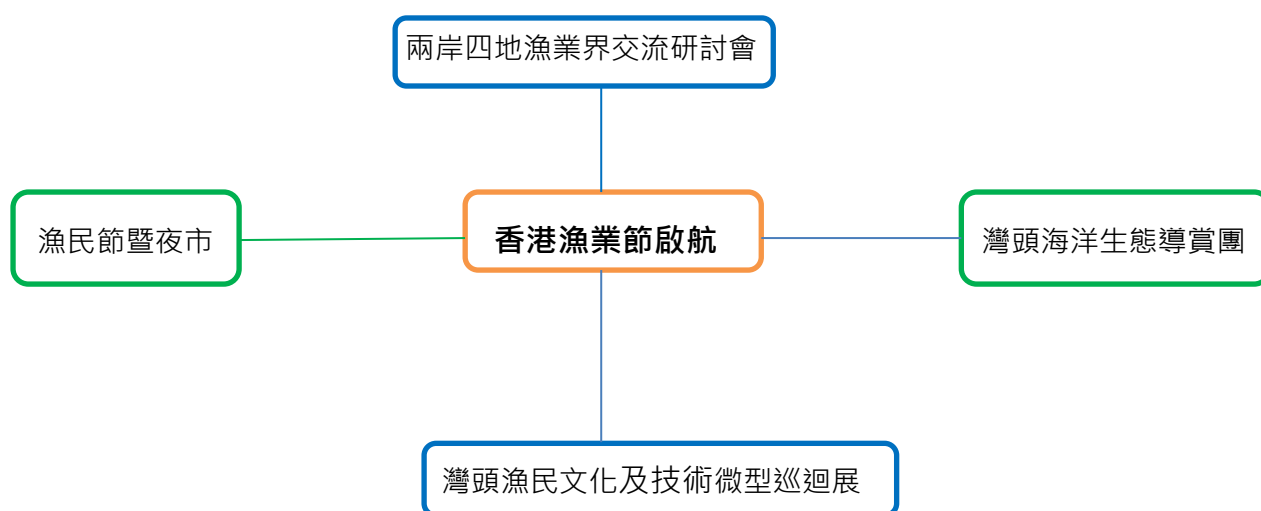 兩岸四地漁業界交流研討會
漁民節暨夜市
香港漁業節啟航
灣頭海洋生態導賞團
灣頭漁民文化及技術微型巡迴展